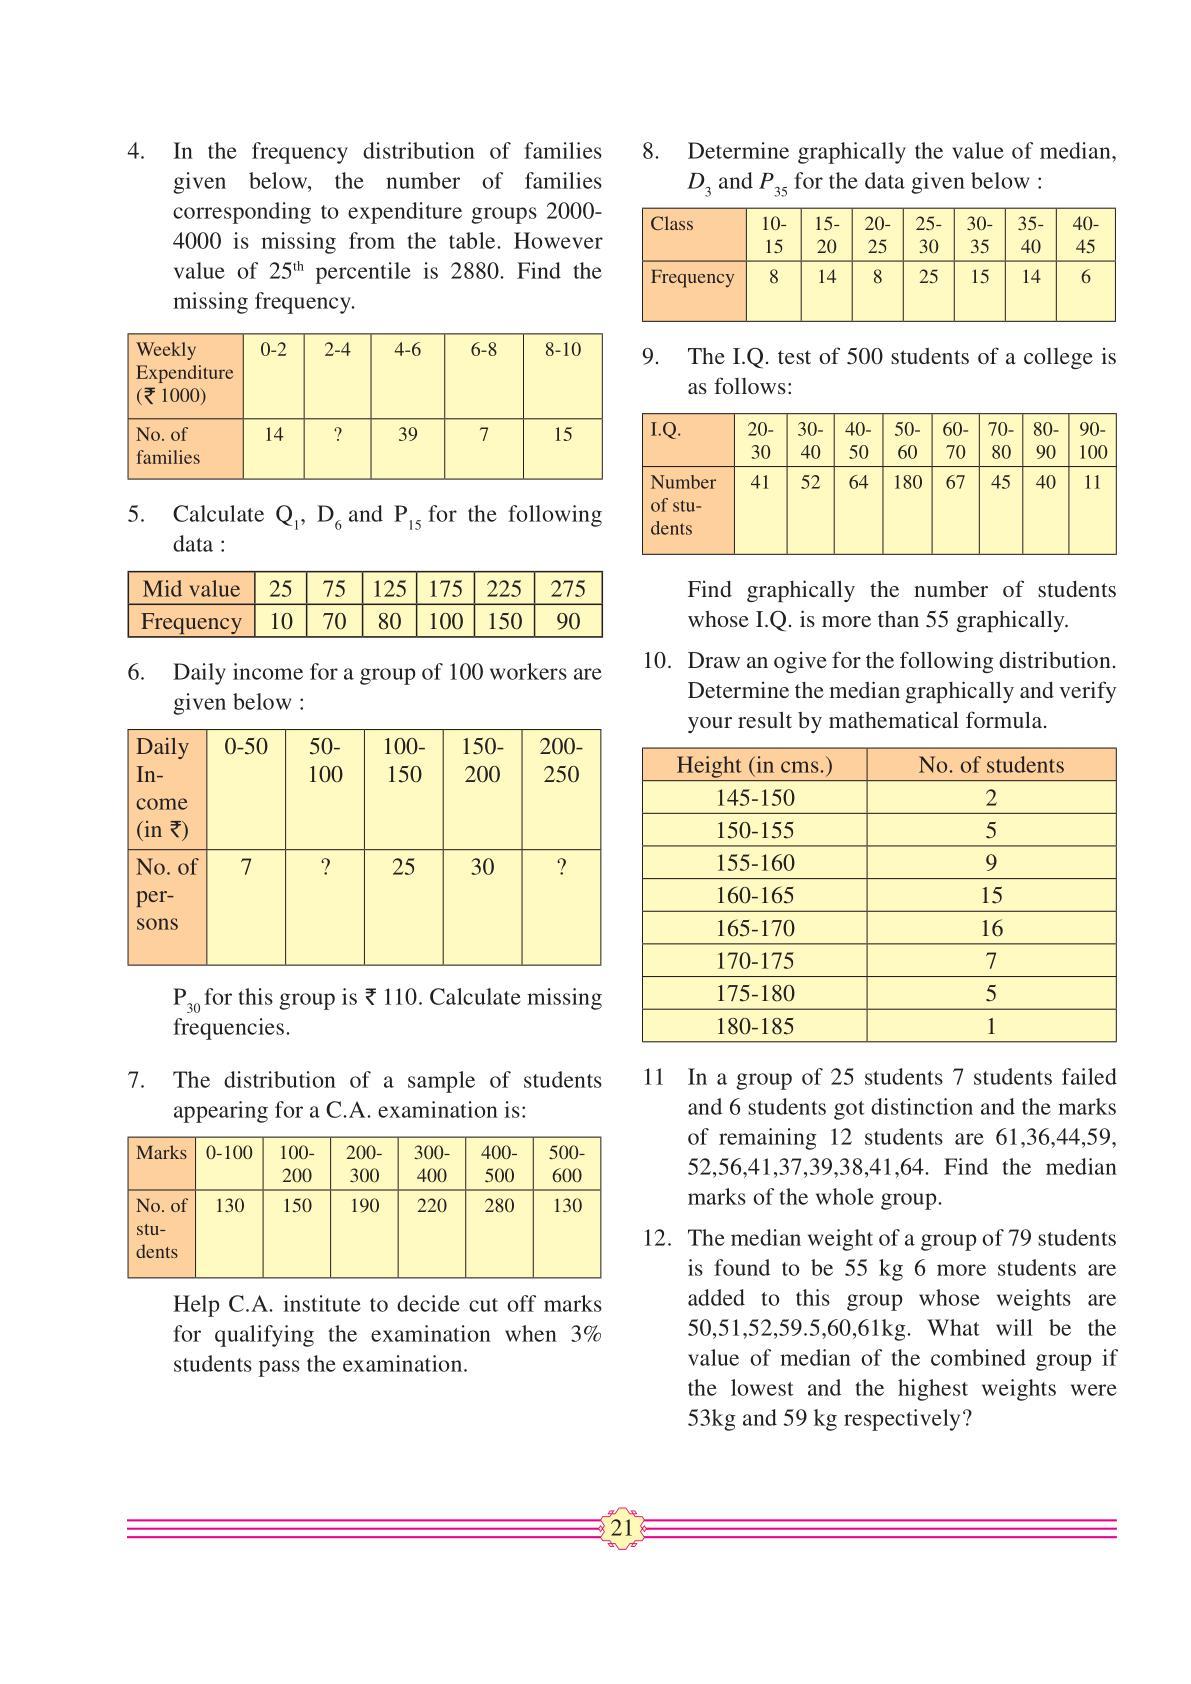 4. In the frequency distribution of families
given below, the number of families
corresponding to expenditure groups 2000-
4000 is missing from the table. However
value of 25th percentile is 2880. Find the
missing frequency.
Weekly Expenditure (₹ 1000) 0-2 2-4 4-6 6-8 8-10
No. of families 14 ? 39 7 15
5. Calculate Q1, D6 and P15 for the following
data :
Mid value 25 75 125 175 225 275
Frequency 10 70 80 100 150 90
6. Daily income for a group of 100 workers are
given below :
Daily In-come (in ₹) 0-50 50-100 100-150 150-200 200-250
No. of per-sons 7 ? 25 30 ?
P30 for this group is ₹ 110. Calculate missing
frequencies.
7. The distribution of a sample of students
appearing for a C.A. examination is:
Marks 0-100 100-200 200-300 300-400 400-500 500-600
No. of stu-dents 130 150 190 220 280 130
Help C.A. institute to decide cut off marks
for qualifying the examination when 3%
students pass the examination.
8. Determine graphically the value of median,
D3 and P35 for the data given below :
Class 10-15 15-20 20-25 25-30 30-35 35-40 40-45
Frequency 8 14 8 25 15 14 6
9. The I.Q. test of 500 students of a college is
as follows:
I.Q. 20-30 30-40 40-50 50-60 60-70 70-80 80-90 90-100
Number of stu-dents 41 52 64 180 67 45 40 11
Find graphically the number of students
whose I.Q. is more than 55 graphically.
10. Draw an ogive for the following distribution.
Determine the median graphically and verify
your result by mathematical formula.
Height (in cms.) No. of students
145-150 2
150-155 5
155-160 9
160-165 15
165-170 16
170-175 7
175-180 5
180-185 1
11 In a group of 25 students 7 students failed
and 6 students got distinction and the marks
of remaining 12 students are 61,36,44,59,
52,56,41,37,39,38,41,64. Find the median
marks of the whole group.
12. The median weight of a group of 79 students
is found to be 55 kg 6 more students are
added to this group whose weights are
50,51,52,59.5,60,61kg. What will be the
value of median of the combined group if
the lowest and the highest weights were
53kg and 59 kg respectively?
21